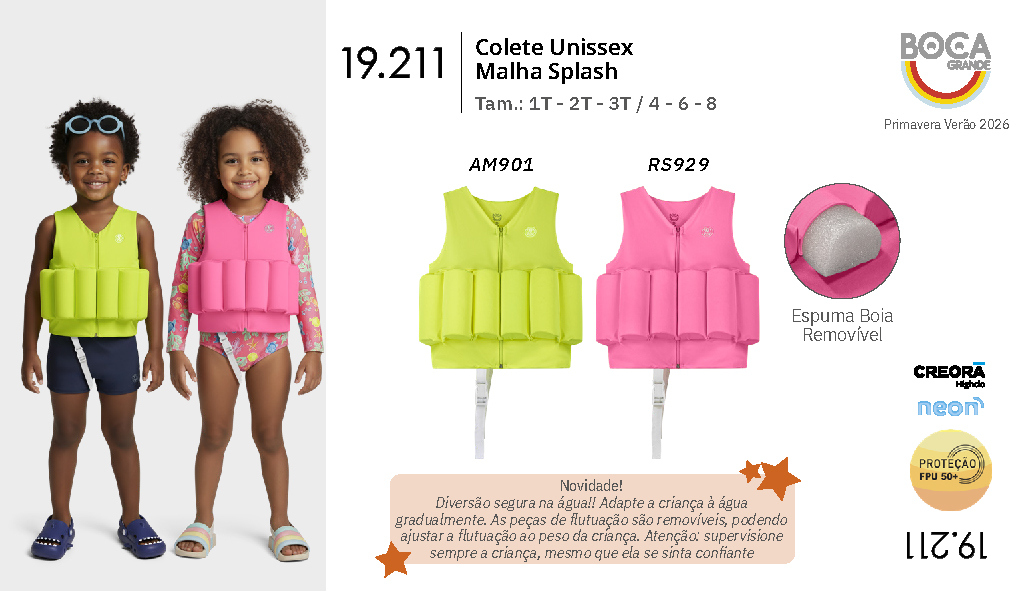 19.211
Colete Unissex
Malha Splash
Tam.: 1T - 2T - 3T / 4 - 6 - 8
BOCA
GRANDE
Primavera Verão 2026
AM901
RS929
Espuma Boia
Removível
CREORA
Highclo
neon
PROTEÇÃO
FPU 50+
Novidade!
Diversão segura na água!! Adapte a criança à água
gradualmente. As peças de flutuação são removíveis, podendo
ajustar a flutuação ao peso da criança. Atenção: supervisione
sempre a criança, mesmo que ela se sinta confiante
19.211